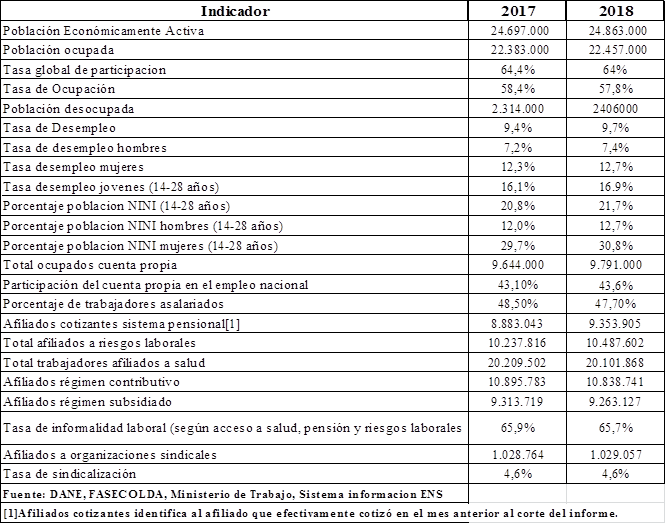 Indicador 2017 2018
Población Económicamente Activa 24.697.000 24.863.000
Población ocupada 22.383.000 22.457.000
Tasa global de participacion 64,4% 64%
Tasa de Ocupación 58,4% 57,8%
Población desocupada 2.314.000 2406000
Tasa de Desempleo 9,4% 9,7%
Tasa de desempleo hombres 7,2% 7,4%
Tasa desempleo mujeres 12,3% 12,7%
Tasa desempleo jovenes (14-28 años) 16,1% 16.9%
Porcentaje poblacion NINI (14-28 años) 20,8% 21,7%
Porcentaje poblacion NINI hombres (14-28 años) 12,0% 12,7%
Porcentaje poblacion NINI mujeres (14-28 años) 29,7% 30,8%
Total ocupados cuenta propia 9.644.000 9.791.000
Participación del cuenta propia en el empleo nacional 43,10% 43,6%
Porcentaje de trabajadores asalariados 48,50% 47,70%
Afiliados cotizantes sistema pensional[1] 8.883.043 9.353.905
Total afiliados a riesgos laborales 10.237.816 10.487.602
Total trabajadores afiliados a salud 20.209.502 20.101.868
Afiliados régimen contributivo 10.895.783 10.838.741
Afiliados régimen subsidiado 9.313.719 9.263.127
Tasa de informalidad laboral (según acceso a salud, pensión y riesgos laborales 65,9% 65,7%
Afiliados a organizaciones sindicales 1.028.764 1.029.057
Tasa de sindicalización 4,6% 4,6%
Fuente: DANE, FASECOLDA, Ministerio de Trabajo, Sistema informacion ENS
[1]Afiliados cotizantes identifica al afiliado que efectivamente cotizó en el mes anterior al corte del informe.